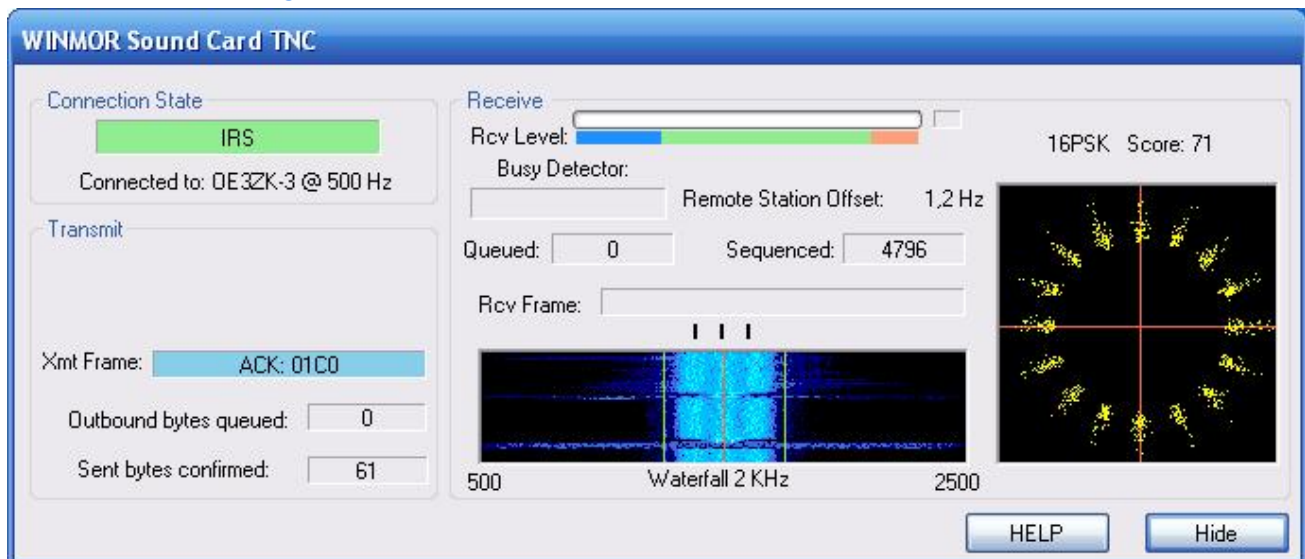 WINMOR Sound Card TNC
Connection State
IRS
Connected to: OE3ZK-3 @ 500 Hz
Transmit
Xmt Frame: ACK: 01C0
Outbound bytes queued: 0
Sent bytes confirmed: 61
Receive
Rcv Level:
Busy Detector:
Remote Station Offset: 1,2 Hz
Queued: 0 Sequenced: 4796
Rcv Frame:
500 Waterfall 2 KHz 2500
16PSK Score: 71
HELP Hide